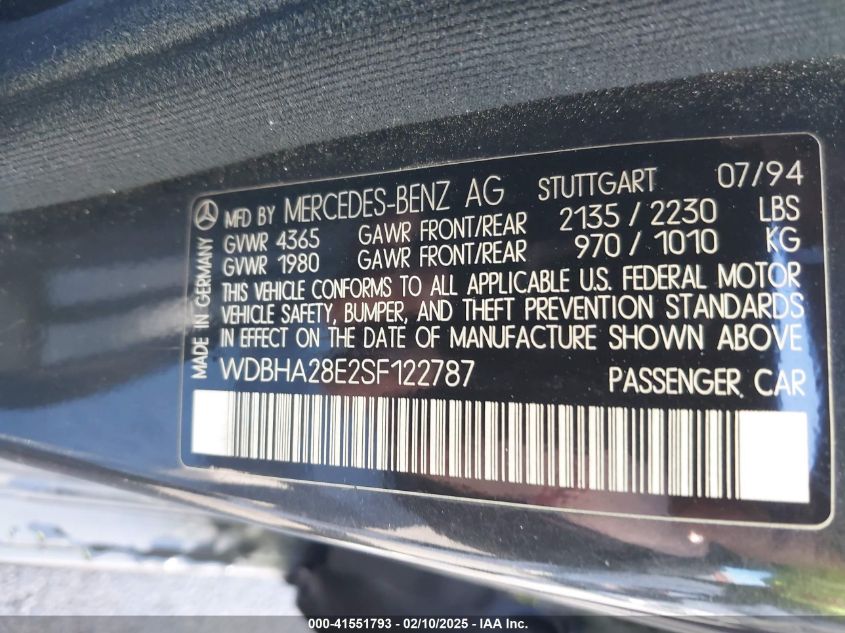 MFD BY MERCEDES-BENZ AG STUTTGART 07/94
GVWR 4365 GAWR FRONT/REAR 2135 / 2230 LBS
GVWR 1980 GAWR FRONT/REAR 970 / 1010 KG
THIS VEHICLE CONFORMS TO ALL APPLICABLE U.S. FEDERAL MOTOR
VEHICLE SAFETY, BUMPER, AND THEFT PREVENTION STANDARDS
IN EFFECT ON THE DATE OF MANUFACTURE SHOWN ABOVE
WDBHA28E2SF122787 PASSENGER CAR
MADE IN GERMANY
000-41551793 - 02/10/2025 - IAA Inc.